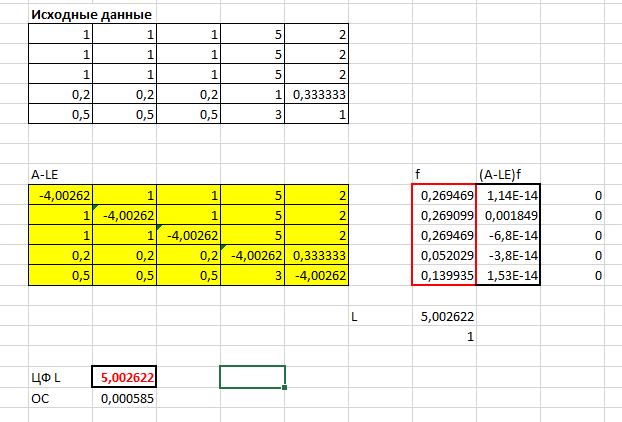 Исходные данные
1 1 1 5 2
1 1 1 5 2
1 1 1 5 2
0,2 0,2 0,2 1 0,333333
0,5 0,5 0,5 3 1
A-LE f (A-LE)f
-4,00262 1 1 5 2 0,269469 1,14E-14 0
1 -4,00262 1 5 2 0,269099 0,001849 0
1 1 -4,00262 5 2 0,269469 -6,8E-14 0
0,2 0,2 0,2 -4,00262 0,333333 0,052029 -3,8E-14 0
0,5 0,5 0,5 3 -4,00262 0,139935 1,53E-14 0
L 5,002622
1
ЦФ L 5,002622
ОС 0,000585